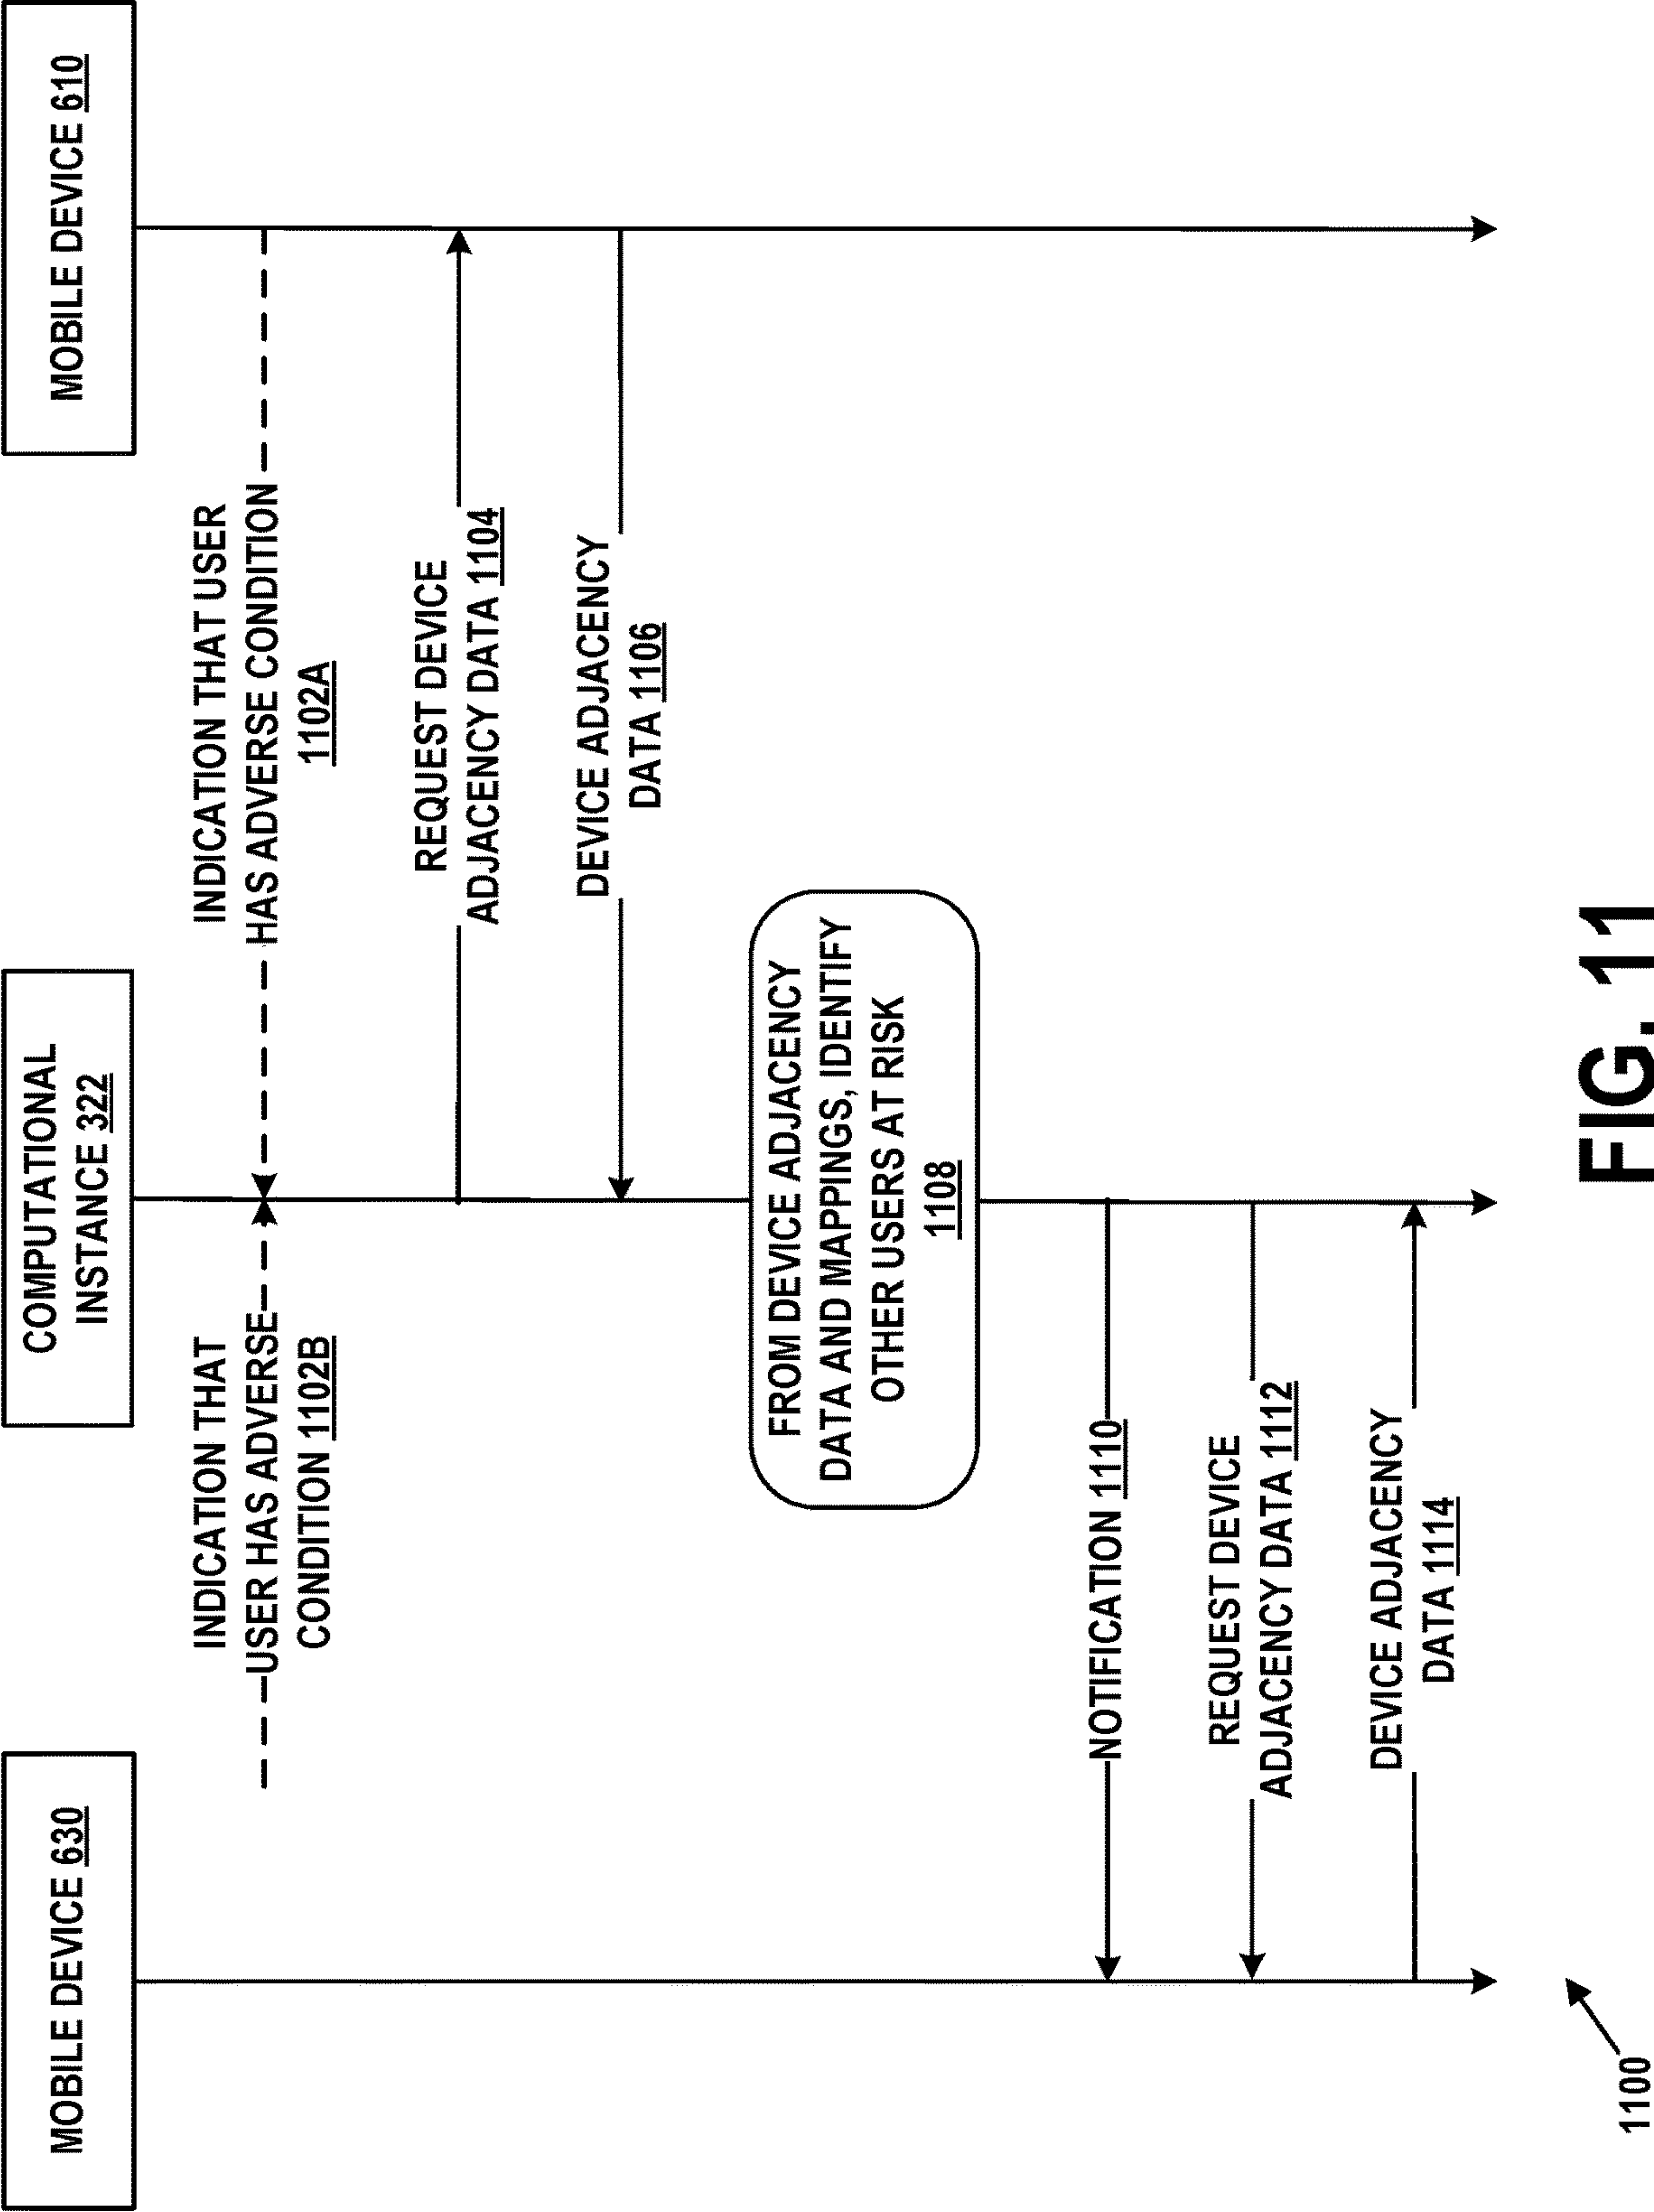 MOBILE DEVICE 630
COMPUTATIONAL
INSTANCE 322
MOBILE DEVICE 610
INDICATION THAT
USER HAS ADVERSE
CONDITION 1102B
INDICATION THAT USER
HAS ADVERSE CONDITION
1102A
REQUEST DEVICE
ADJACENCY DATA 1104
DEVICE ADJACENCY
DATA 1106
FROM DEVICE ADJACENCY
DATA AND MAPPINGS, IDENTIFY
OTHER USERS AT RISK
1108
NOTIFICATION 1110
REQUEST DEVICE
ADJACENCY DATA 1112
DEVICE ADJACENCY
DATA 1114
1100
FIG. 11